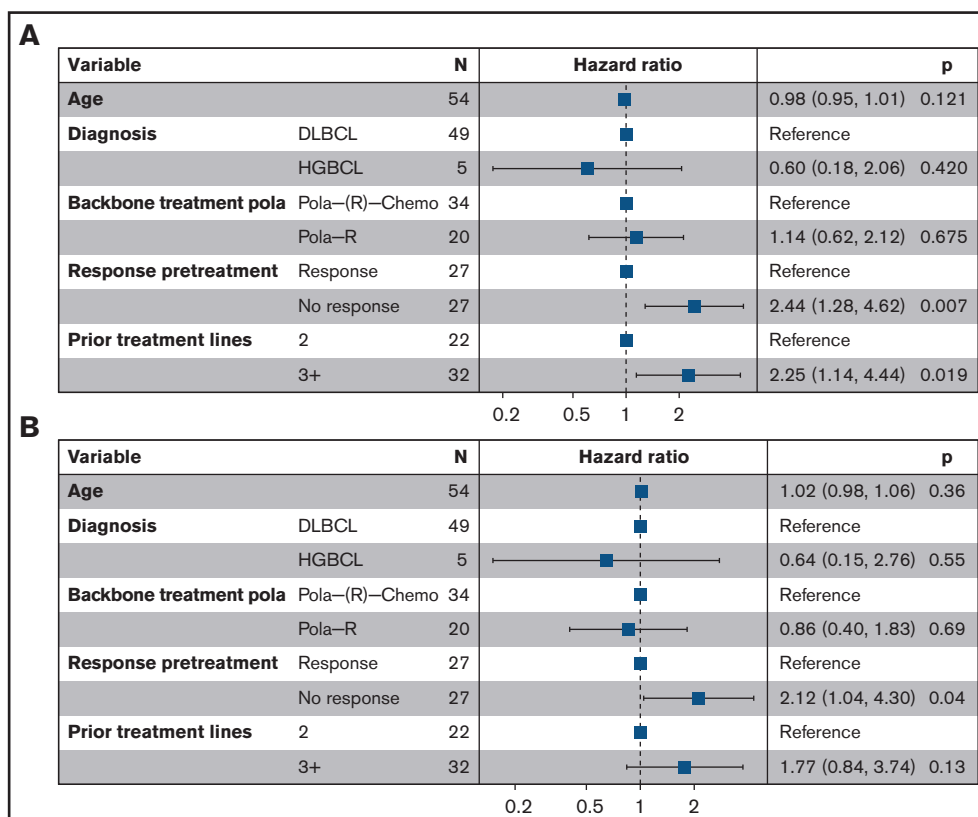 A
Variable N Hazard ratio p
Age 54 0.98 (0.95, 1.01) 0.121
Diagnosis DLBCL 49 Reference
HGBCL 5 0.60 (0.18, 2.06) 0.420
Backbone treatment pola Pola–(R)–Chemo 34 Reference
Pola–R 20 1.14 (0.62, 2.12) 0.675
Response pretreatment Response 27 Reference
No response 27 2.44 (1.28, 4.62) 0.007
Prior treatment lines 2 22 Reference
3+ 32 2.25 (1.14, 4.44) 0.019
0.2 0.5 1 2
B
Variable N Hazard ratio p
Age 54 1.02 (0.98, 1.06) 0.36
Diagnosis DLBCL 49 Reference
HGBCL 5 0.64 (0.15, 2.76) 0.55
Backbone treatment pola Pola–(R)–Chemo 34 Reference
Pola–R 20 0.86 (0.40, 1.83) 0.69
Response pretreatment Response 27 Reference
No response 27 2.12 (1.04, 4.30) 0.04
Prior treatment lines 2 22 Reference
3+ 32 1.77 (0.84, 3.74) 0.13
0.2 0.5 1 2